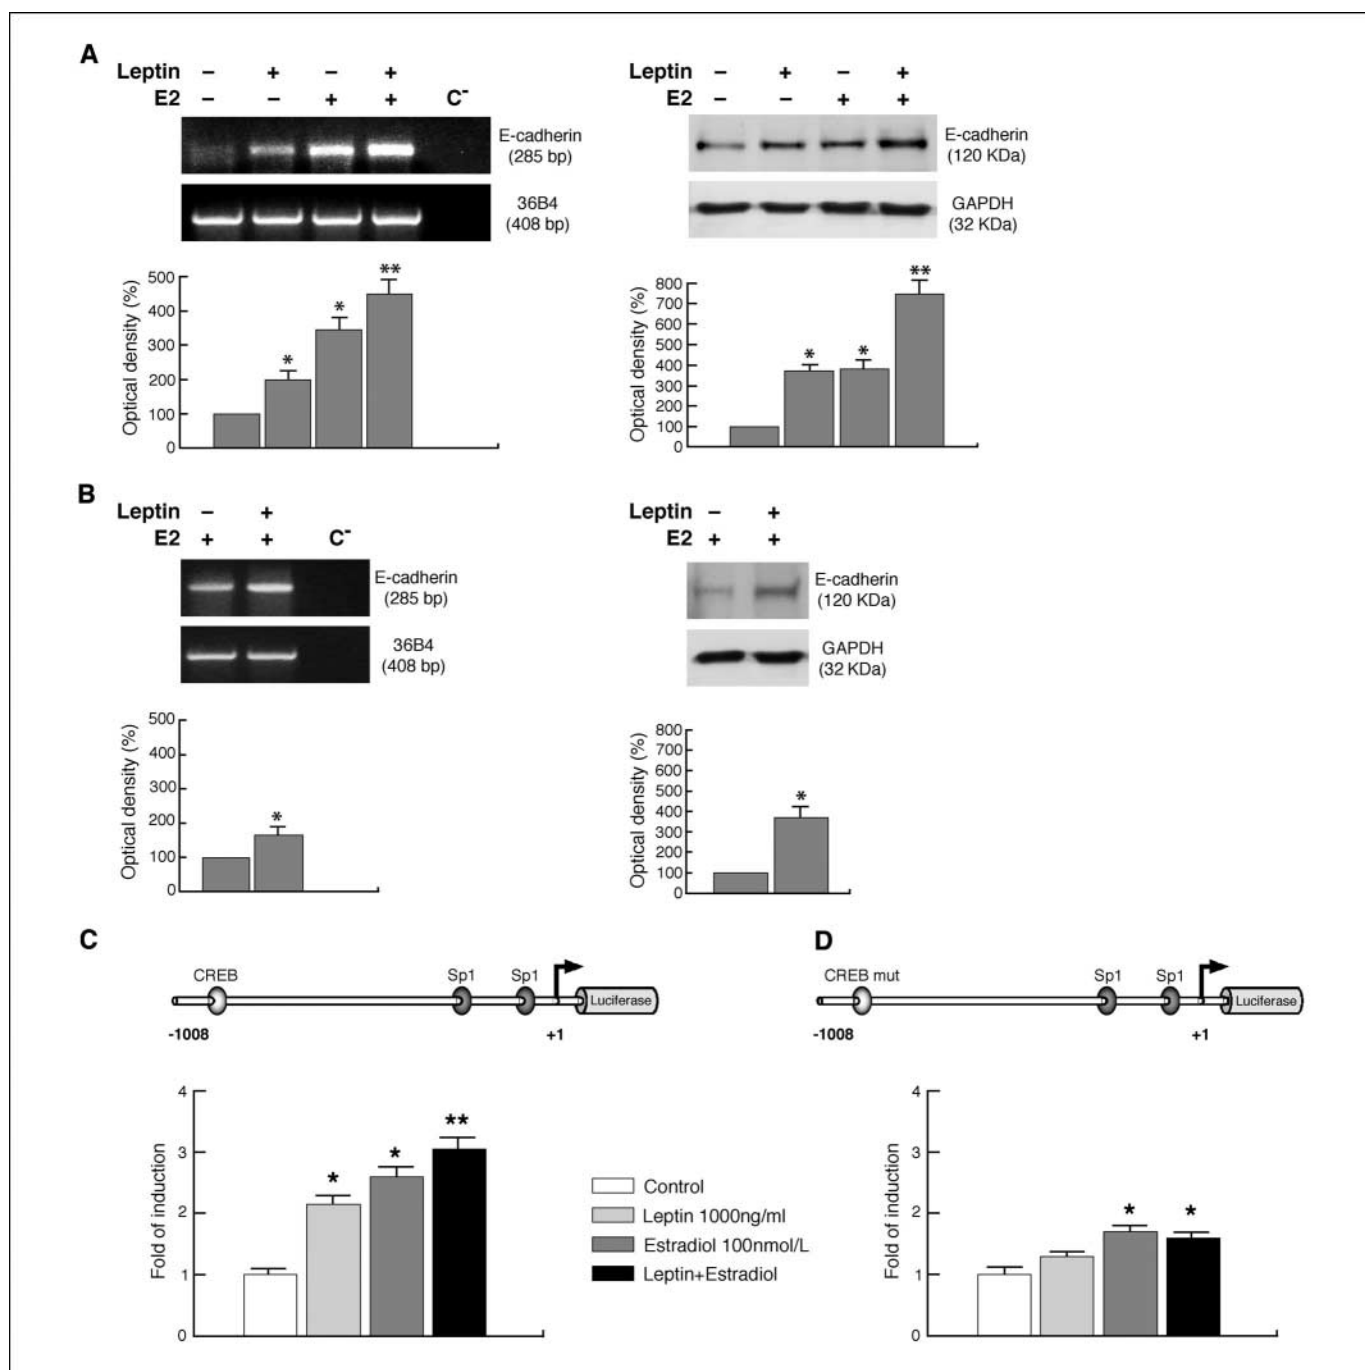 A
Leptin − + − +
E2 − − + + C-
E-cadherin
(285 bp)
36B4
(408 bp)
Optical density (%)
500
400
300
200
100
0
*
*
**
Leptin − + − +
E2 − − + +
E-cadherin
(120 KDa)
GAPDH
(32 KDa)
Optical density (%)
800
700
600
500
400
300
200
100
0
*
*
**
B
Leptin − +
E2 + + C-
E-cadherin
(285 bp)
36B4
(408 bp)
Optical density (%)
500
400
300
200
100
0
*
Leptin − +
E2 + +
E-cadherin
(120 KDa)
GAPDH
(32 KDa)
Optical density (%)
800
700
600
500
400
300
200
100
0
*
C
CREB Sp1 Sp1
Luciferase
-1008 +1
Fold of induction
4
3
2
1
0
*
*
**
Control
Leptin 1000ng/ml
Estradiol 100nmol/L
Leptin+Estradiol
D
CREB mut Sp1 Sp1
Luciferase
-1008 +1
Fold of induction
4
3
2
1
0
*
*